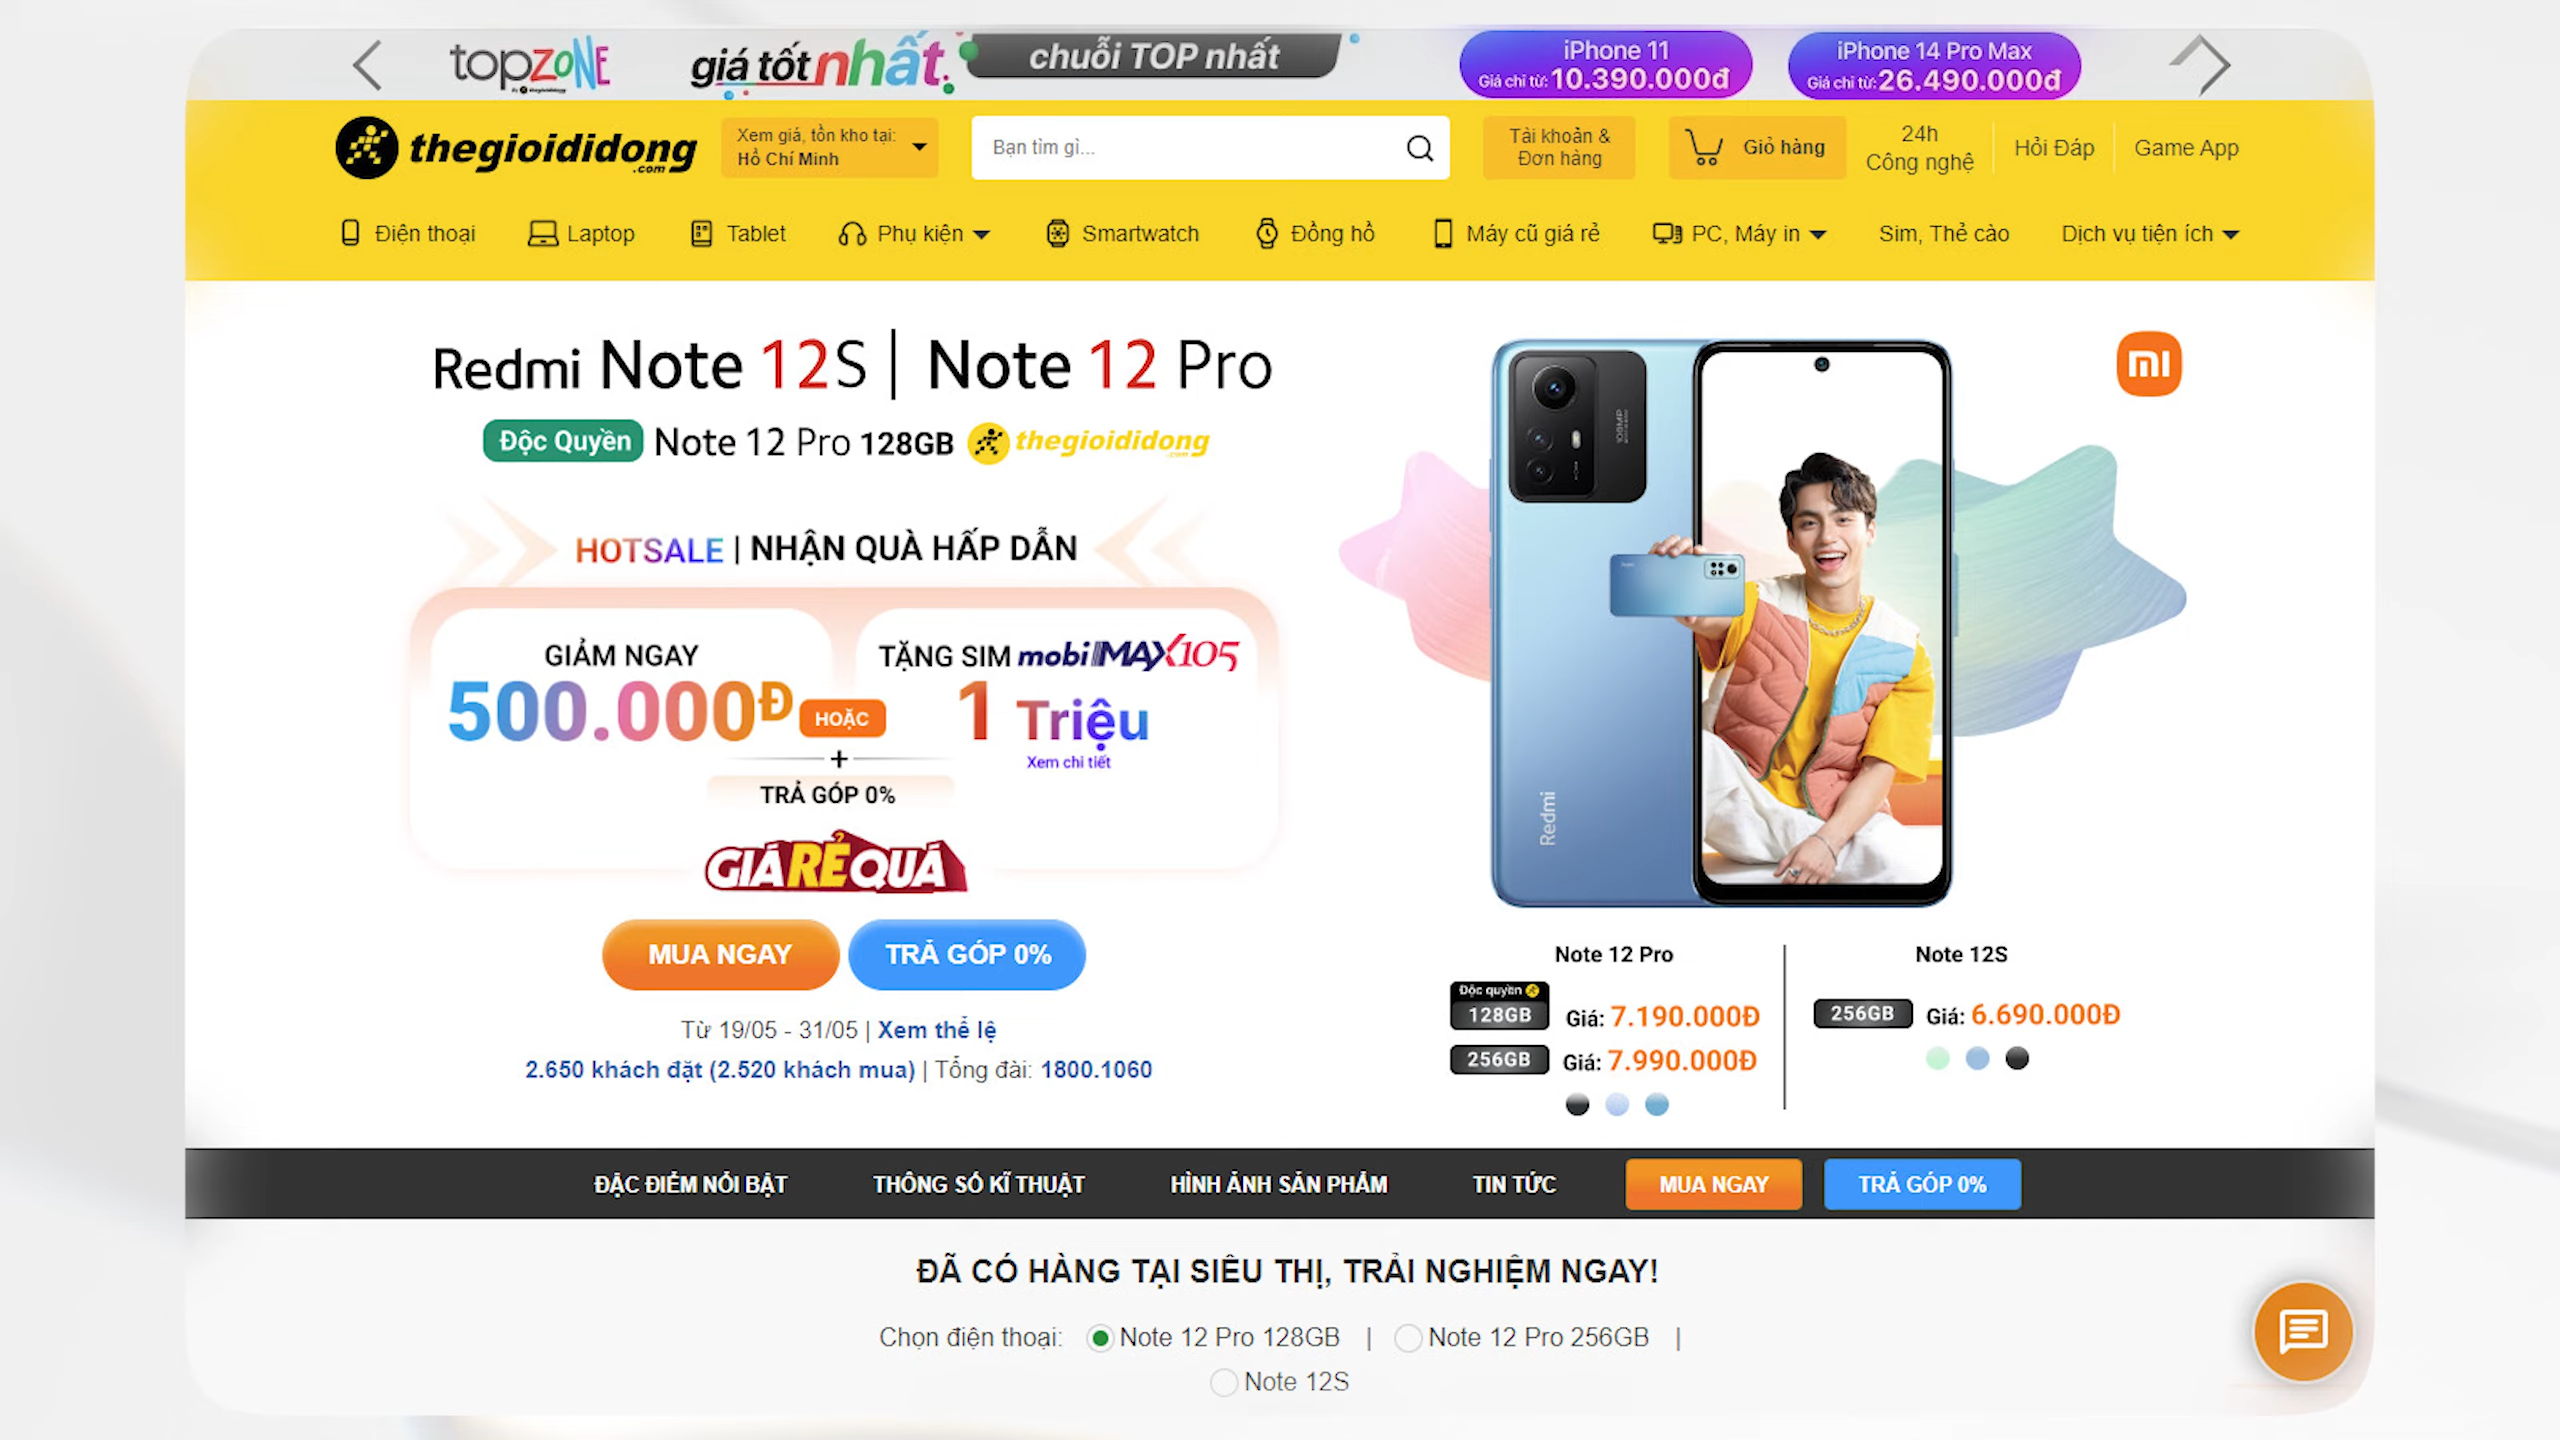 topzone
giá tốt nhất.
chuỗi TOP nhất
iPhone 11
Giá chỉ từ: 10.390.000đ
iPhone 14 Pro Max
Giá chỉ từ: 26.490.000đ
thegioididong
.com
Xem giá, tồn kho tại:
Hồ Chí Minh
Bạn tìm gì...
Tài khoản &
Đơn hàng
Giỏ hàng
24h
Công nghệ
Hỏi Đáp
Game App
Điện thoại
Laptop
Tablet
Phụ kiện
Smartwatch
Đồng hồ
Máy cũ giá rẻ
PC, Máy in
Sim, Thẻ cào
Dịch vụ tiện ích
Redmi Note 12S | Note 12 Pro
Độc Quyền Note 12 Pro 128GB thegioididong
.com
HOTSALE | NHẬN QUÀ HẤP DẪN
GIẢM NGAY
500.000Đ
HOẶC
TẶNG SIM mobi MAX105
1 Triệu
Xem chi tiết
+
TRẢ GÓP 0%
GIÁ RẺ QUÁ
MUA NGAY
TRẢ GÓP 0%
Từ 19/05 - 31/05 | Xem thể lệ
2.650 khách đặt (2.520 khách mua) | Tổng đài: 1800.1060
mi
Redmi
Note 12 Pro
Độc quyền
128GB Giá: 7.190.000Đ
256GB Giá: 7.990.000Đ
Note 12S
256GB Giá: 6.690.000Đ
ĐẶC ĐIỂM NỔI BẬT
THÔNG SỐ KĨ THUẬT
HÌNH ẢNH SẢN PHẨM
TIN TỨC
MUA NGAY
TRẢ GÓP 0%
ĐÃ CÓ HÀNG TẠI SIÊU THỊ, TRẢI NGHIỆM NGAY!
Chọn điện thoại: Note 12 Pro 128GB | Note 12 Pro 256GB |
Note 12S